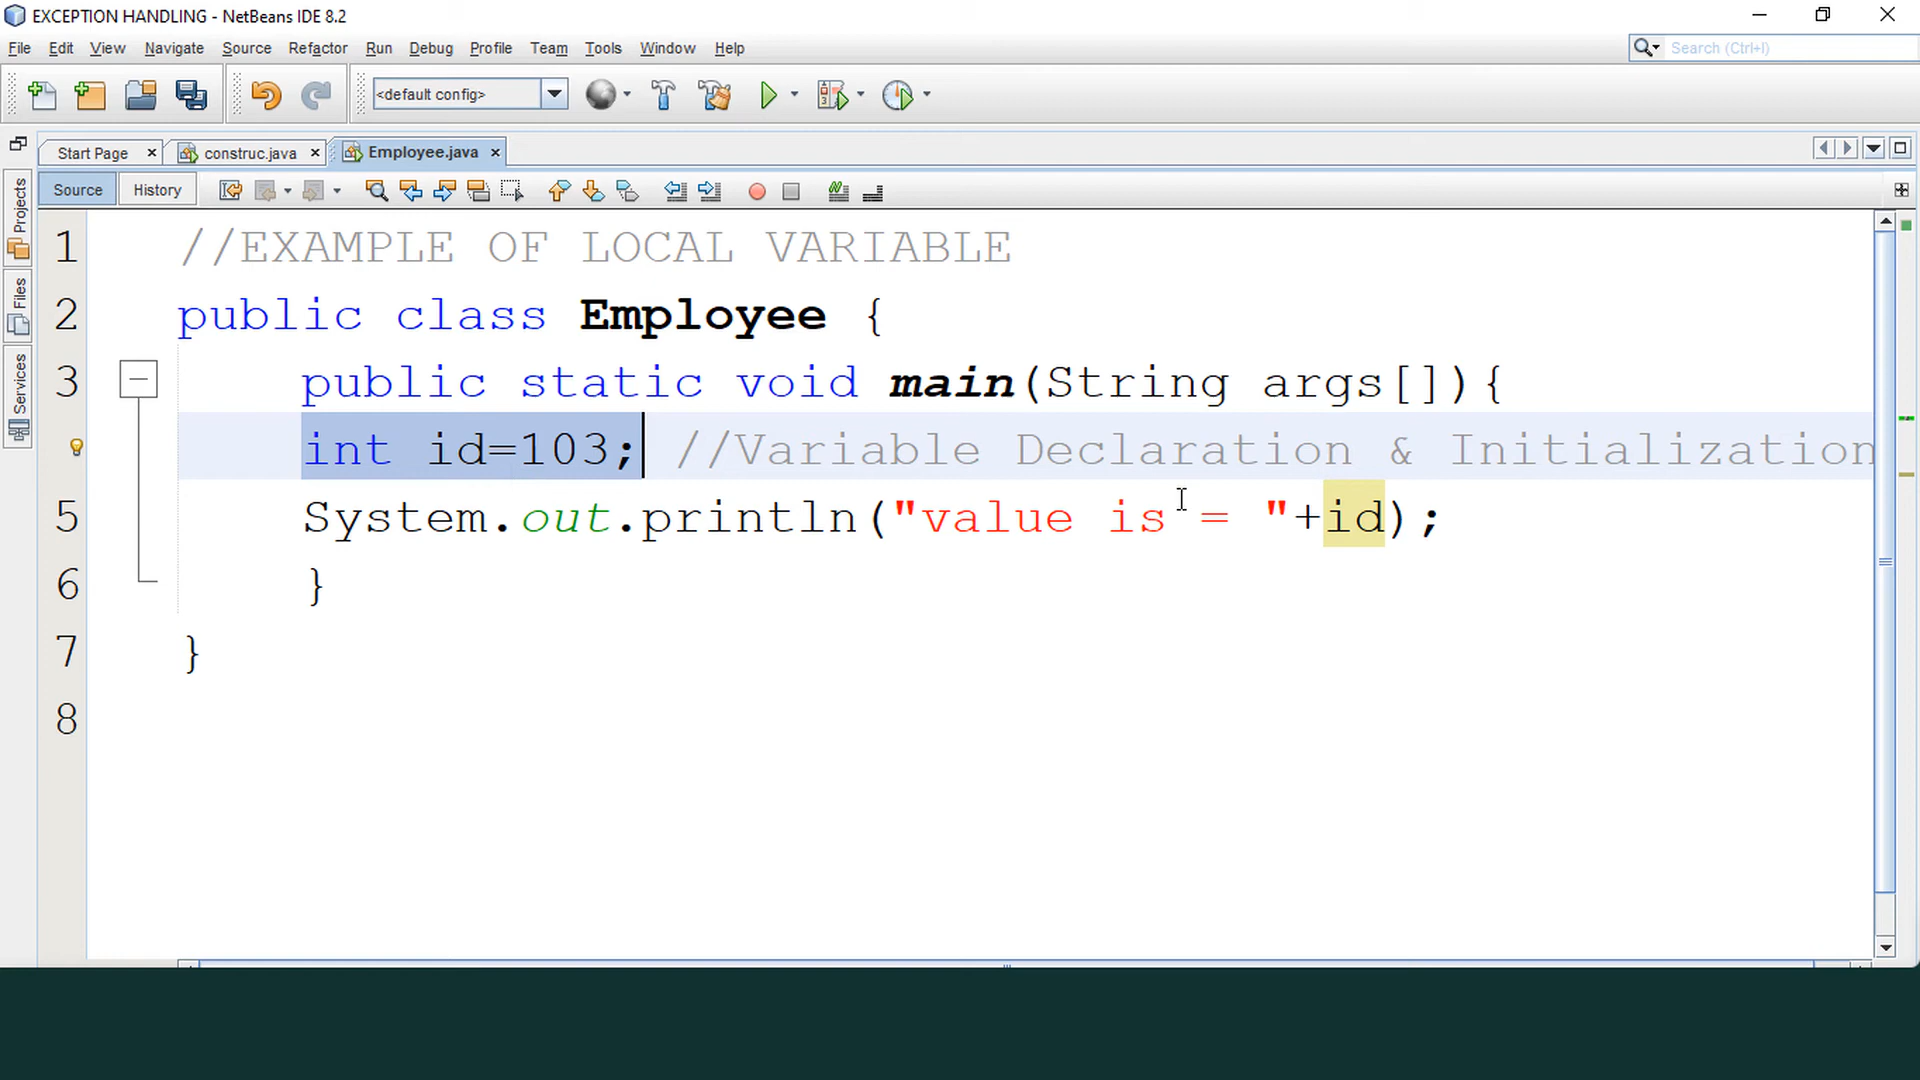 EXCEPTION HANDLING - NetBeans IDE 8.2
File Edit View Navigate Source Refactor Run Debug Profile Team Tools Window Help
Search (Ctrl+I)
<default config>
Start Page construc.java Employee.java
Source History
Projects
Files
Services
1 //EXAMPLE OF LOCAL VARIABLE
2 public class Employee {
3 public static void main(String args[]){
int id=103; //Variable Declaration & Initialization
5 System.out.println("value is = "+id);
6 }
7 }
8